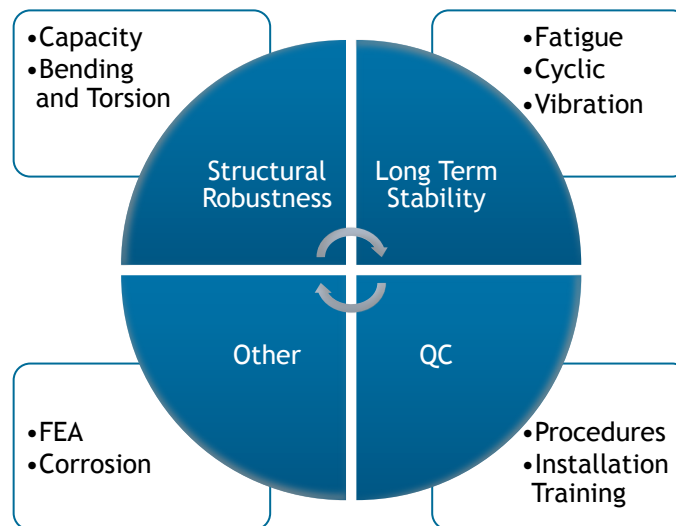 •Capacity
•Bending
and Torsion
•Fatigue
•Cyclic
•Vibration
Structural
Robustness
Long Term
Stability
Other
QC
•FEA
•Corrosion
•Procedures
•Installation
Training